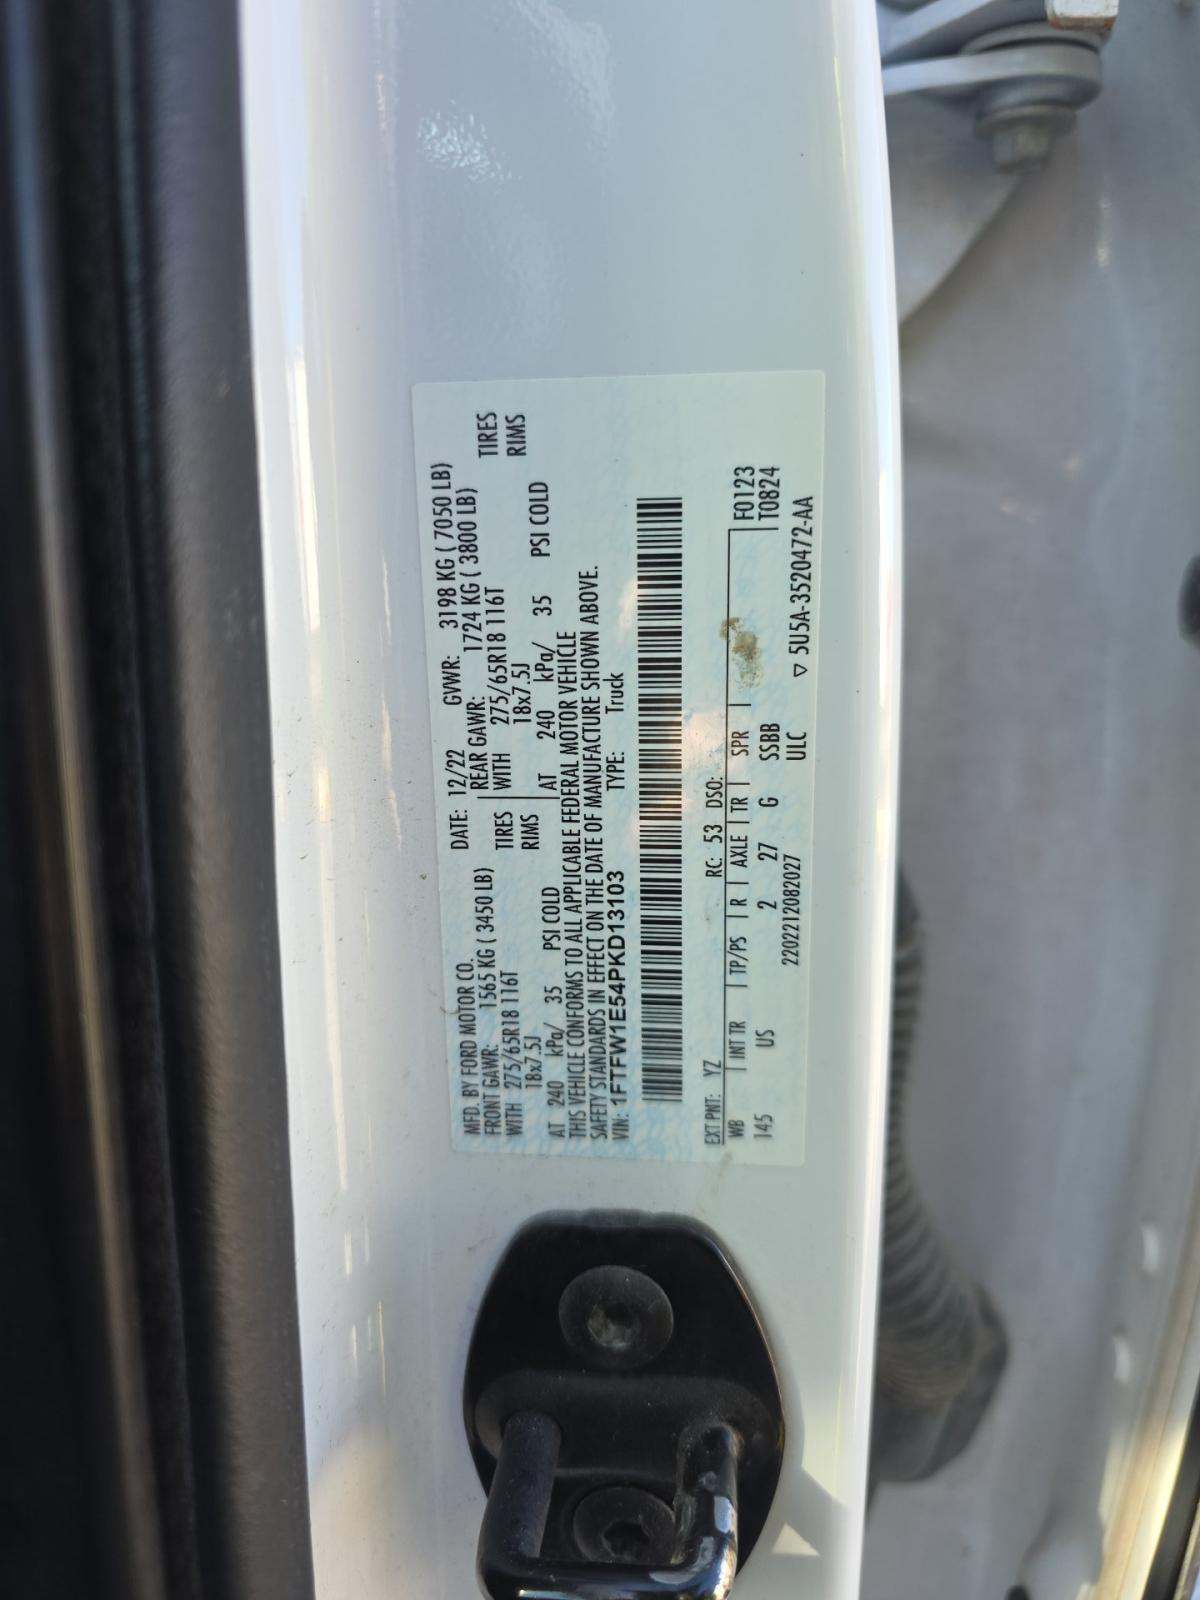 MFD. BY FORD MOTOR CO. DATE: 12/22 GVWR: 3198 KG ( 7050 LB)
FRONT GAWR: 1565 KG ( 3450 LB) REAR GAWR: 1724 KG ( 3800 LB)
WITH 275/65R18 116T TIRES WITH 275/65R18 116T TIRES
18x7.5J RIMS 18x7.5J RIMS
AT 240 kPa/ 35 PSI COLD AT 240 kPa/ 35 PSI COLD
THIS VEHICLE CONFORMS TO ALL APPLICABLE FEDERAL MOTOR VEHICLE
SAFETY STANDARDS IN EFFECT ON THE DATE OF MANUFACTURE SHOWN ABOVE.
VIN: 1FTFW1E54PKD13103 TYPE: Truck
EXT PNT: YZ RC: 53 DSO:
WB INT TR TP/PS R AXLE TR SPR F0123
145 US 2 27 G SSBB T0824
2202212082027 ULC ▽ 5U5A-3520472-AA